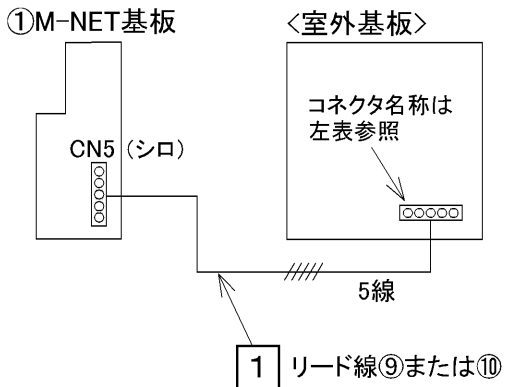 ①M-NET基板
<室外基板>
コネクタ名称は
左表参照
CN5（シロ）
5線
1 リード線⑨または⑩